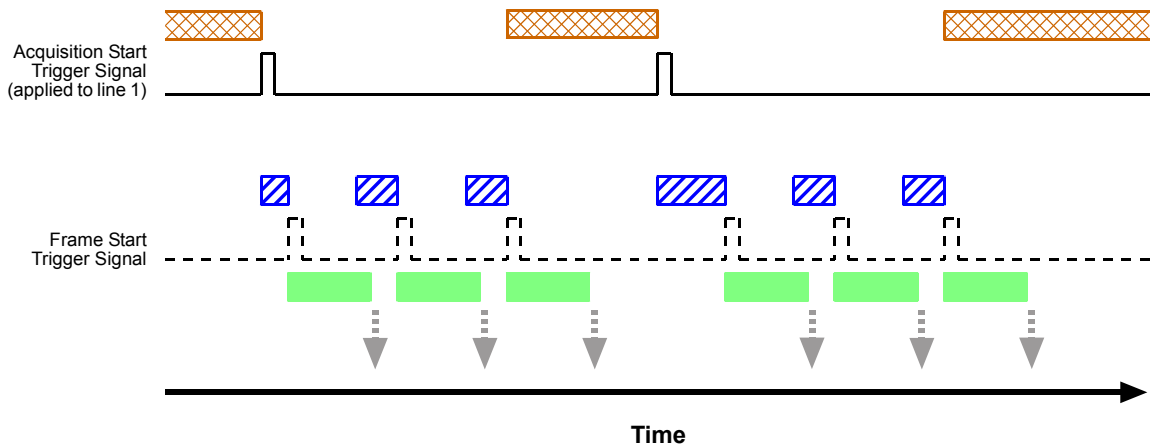 Acquisition Start
Trigger Signal
(applied to line 1)
Frame Start
Trigger Signal
Time